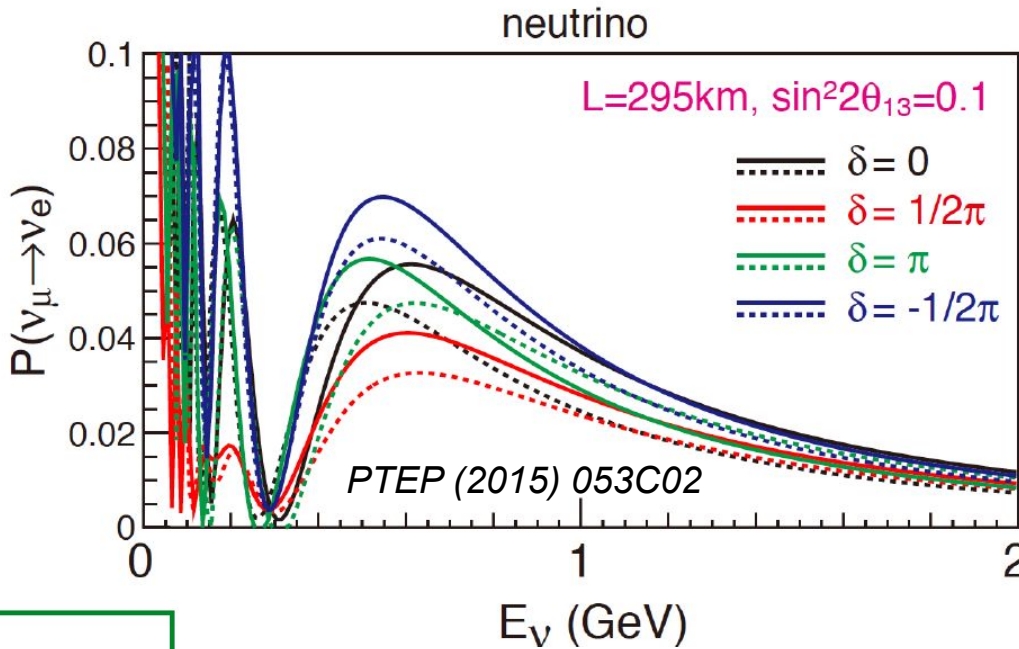 neutrino
L=295km, sin²2θ₁₃=0.1
δ = 0
δ = 1/2π
δ = π
δ = -1/2π
PTEP (2015) 053C02
P(νμ→νe)
0.1
0.08
0.06
0.04
0.02
0
0 1 2
Eν (GeV)